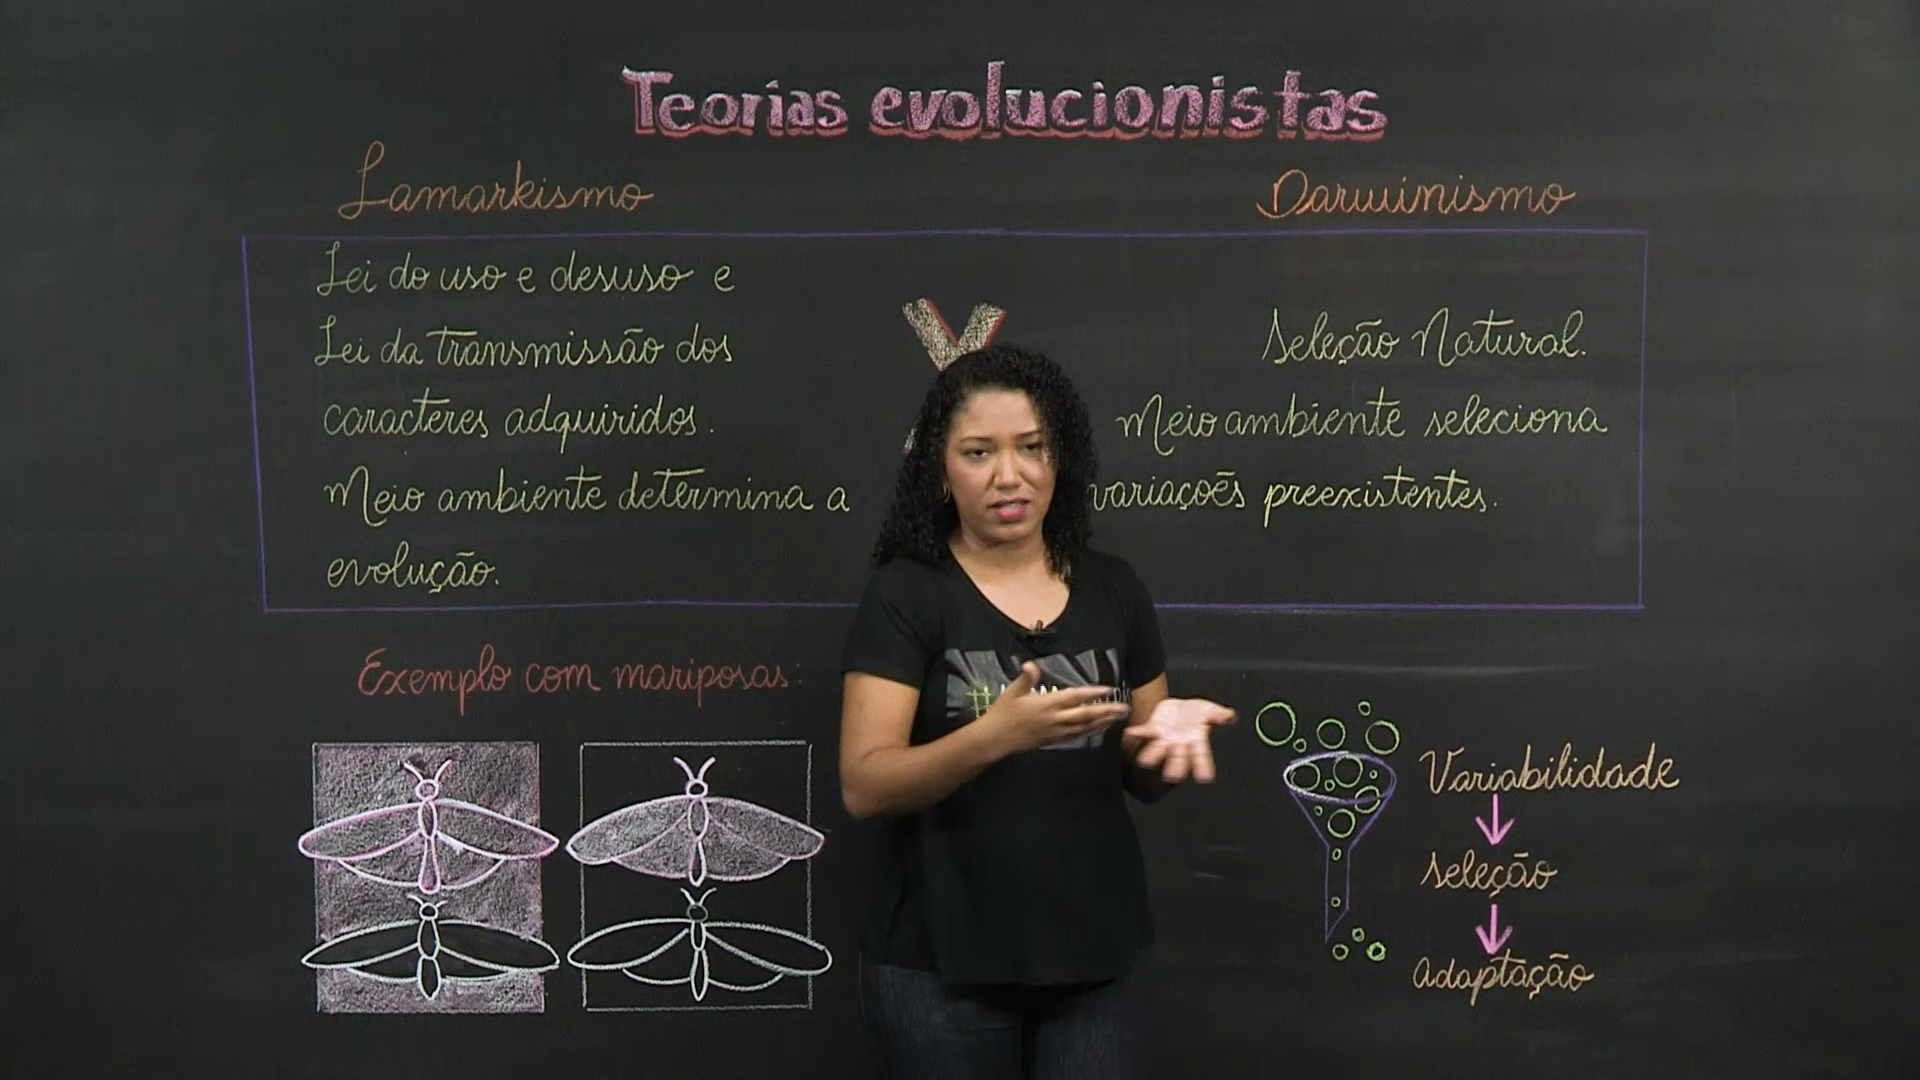 Teorias evolucionistas
Lamarkismo
Lei do uso e desuso e
Lei da transmissão dos
caracteres adquiridos.
Meio ambiente determina a
evolução.
X
Darwinismo
Seleção Natural.
Meio ambiente seleciona
variações preexistentes.
Exemplo com mariposas:
Variabilidade
Seleção
Adaptação